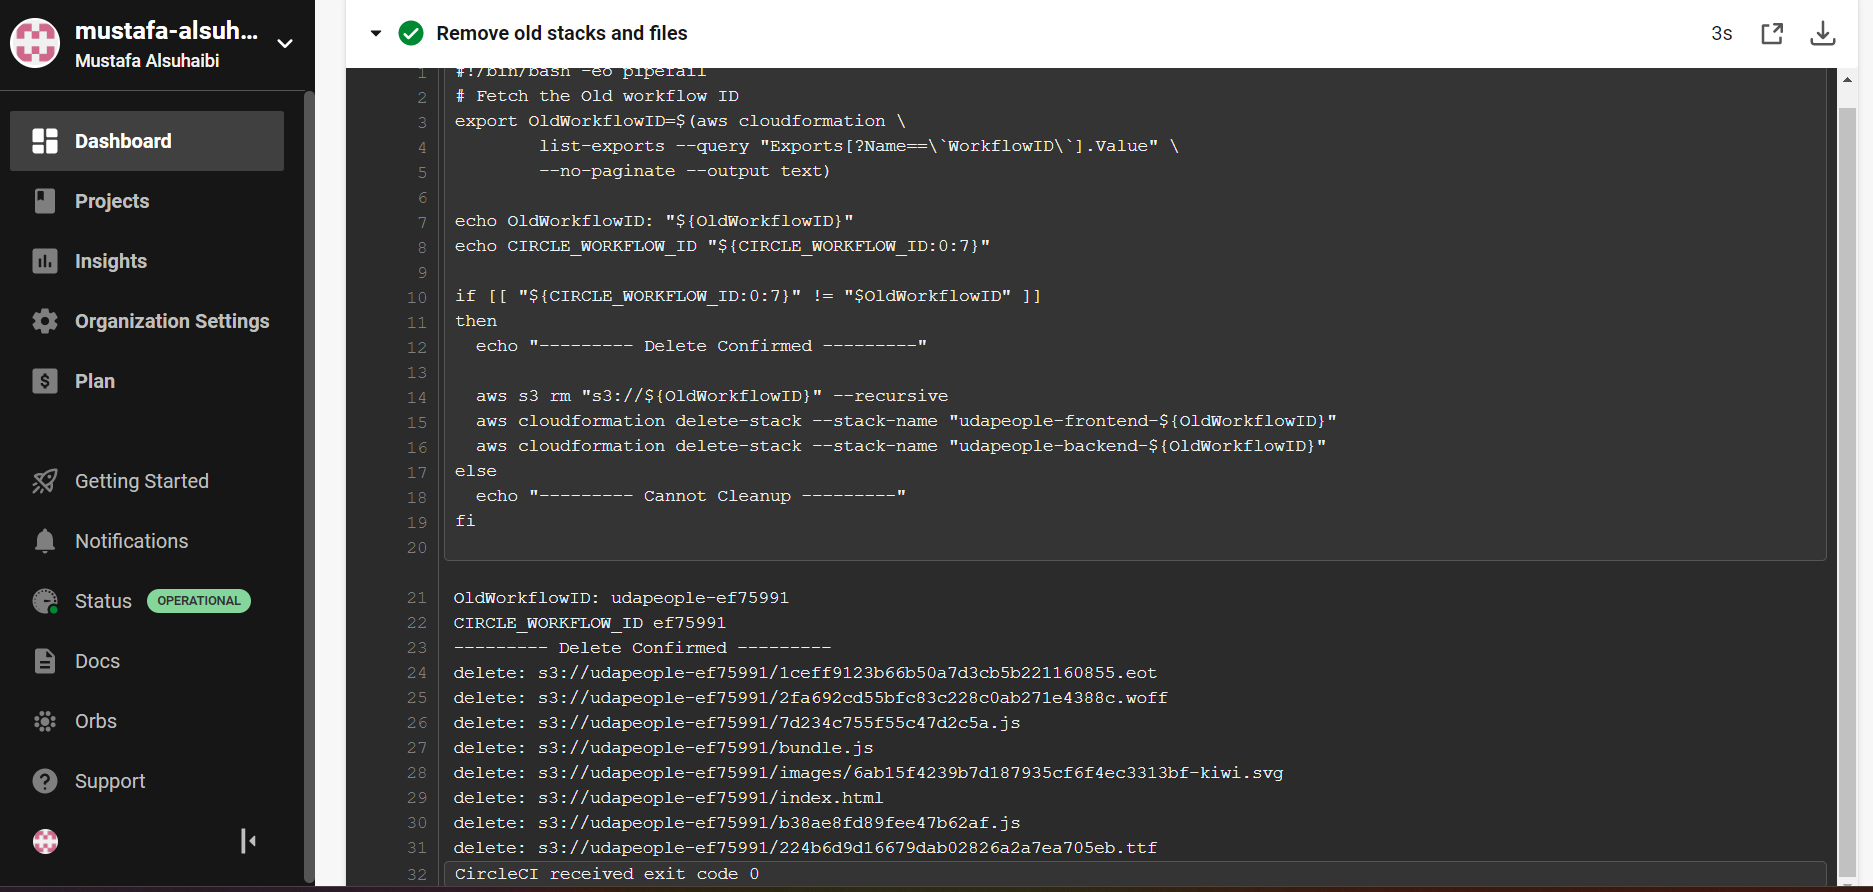 mustafa-alsuh...
Mustafa Alsuhaibi
Dashboard
Projects
Insights
Organization Settings
Plan
Getting Started
Notifications
Status OPERATIONAL
Docs
Orbs
Support
Remove old stacks and files 3s
1 #!/bin/bash -eo pipefail
2 # Fetch the Old workflow ID
3 export OldWorkflowID=$(aws cloudformation \
4 list-exports --query "Exports[?Name==\`WorkflowID\`].Value" \
5 --no-paginate --output text)
6
7 echo OldWorkflowID: "${OldWorkflowID}"
8 echo CIRCLE_WORKFLOW_ID "${CIRCLE_WORKFLOW_ID:0:7}"
9
10 if [[ "${CIRCLE_WORKFLOW_ID:0:7}" != "$OldWorkflowID" ]]
11 then
12 echo "--------- Delete Confirmed ---------"
13
14 aws s3 rm "s3://${OldWorkflowID}" --recursive
15 aws cloudformation delete-stack --stack-name "udapeople-frontend-${OldWorkflowID}"
16 aws cloudformation delete-stack --stack-name "udapeople-backend-${OldWorkflowID}"
17 else
18 echo "--------- Cannot Cleanup ---------"
19 fi
20
21 OldWorkflowID: udapeople-ef75991
22 CIRCLE_WORKFLOW_ID ef75991
23 --------- Delete Confirmed ---------
24 delete: s3://udapeople-ef75991/1ceff9123b66b50a7d3cb5b221160855.eot
25 delete: s3://udapeople-ef75991/2fa692cd55bfc83c228c0ab271e4388c.woff
26 delete: s3://udapeople-ef75991/7d234c755f55c47d2c5a.js
27 delete: s3://udapeople-ef75991/bundle.js
28 delete: s3://udapeople-ef75991/images/6ab15f4239b7d187935cf6f4ec3313bf-kiwi.svg
29 delete: s3://udapeople-ef75991/index.html
30 delete: s3://udapeople-ef75991/b38ae8fd89fee47b62af.js
31 delete: s3://udapeople-ef75991/224b6d9d16679dab02826a2a7ea705eb.ttf
32 CircleCI received exit code 0